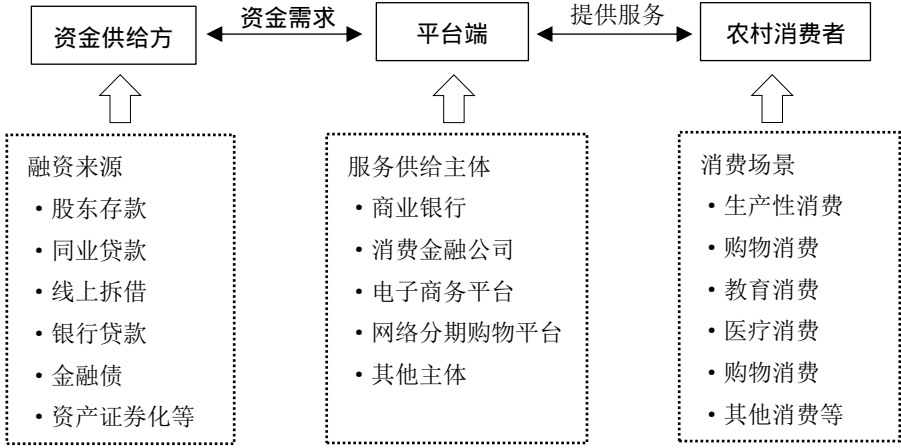 资金供给方
资金需求
平台端
提供服务
农村消费者
融资来源
•股东存款
•同业贷款
•线上拆借
•银行贷款
•金融债
•资产证券化等
服务供给主体
•商业银行
•消费金融公司
•电子商务平台
•网络分期购物平台
•其他主体
消费场景
•生产性消费
•购物消费
•教育消费
•医疗消费
•购物消费
•其他消费等